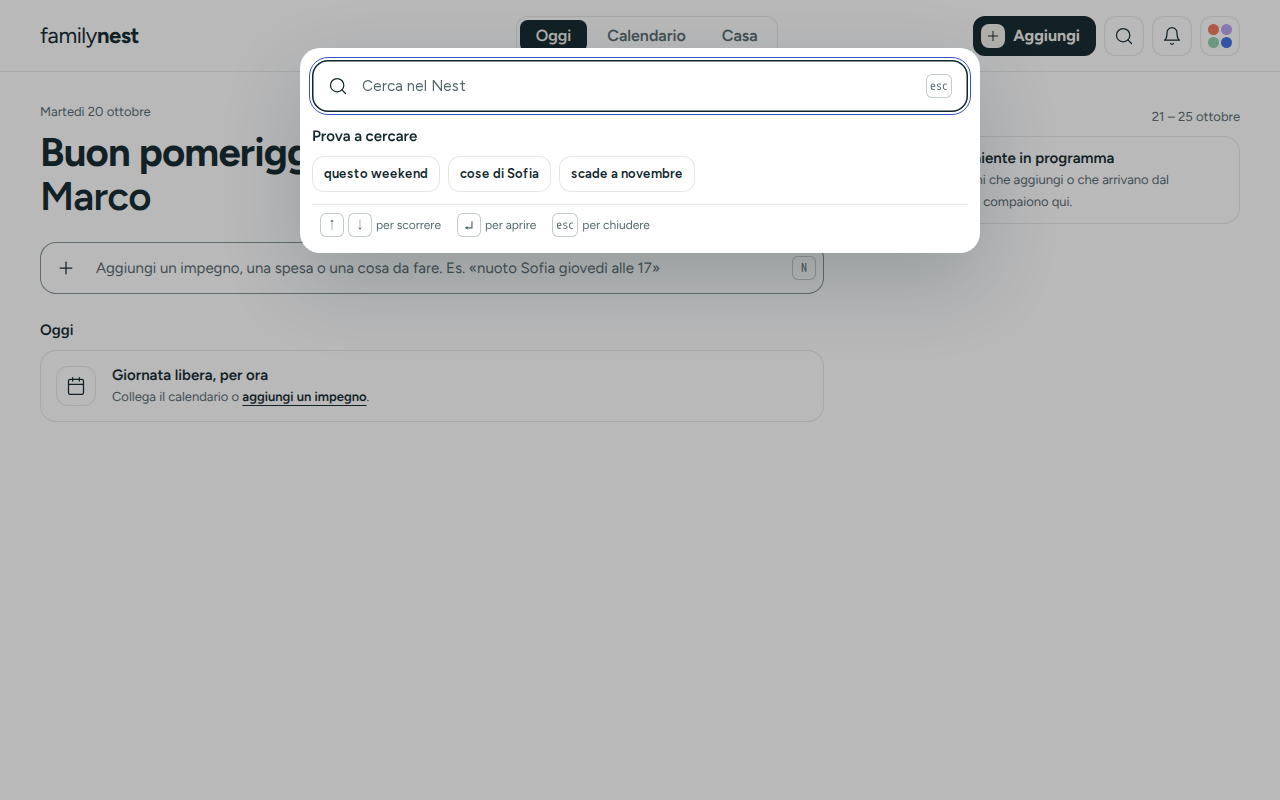 familynest
Oggi
Calendario
Casa
Aggiungi
Cerca nel Nest
esc
Prova a cercare
questo weekend
cose di Sofia
scade a novembre
↑ ↓ per scorrere
↵ per aprire
esc per chiudere
Martedì 20 ottobre
Buon
Marco
Aggiungi un impegno, una spesa o una cosa da fare. Es. «nuoto Sofia giovedì alle 17»
N
Oggi
Giornata libera, per ora
Collega il calendario o aggiungi un impegno.
21 – 25 ottobre
in programma
che aggiungi o che arrivano dal
compaiono qui.